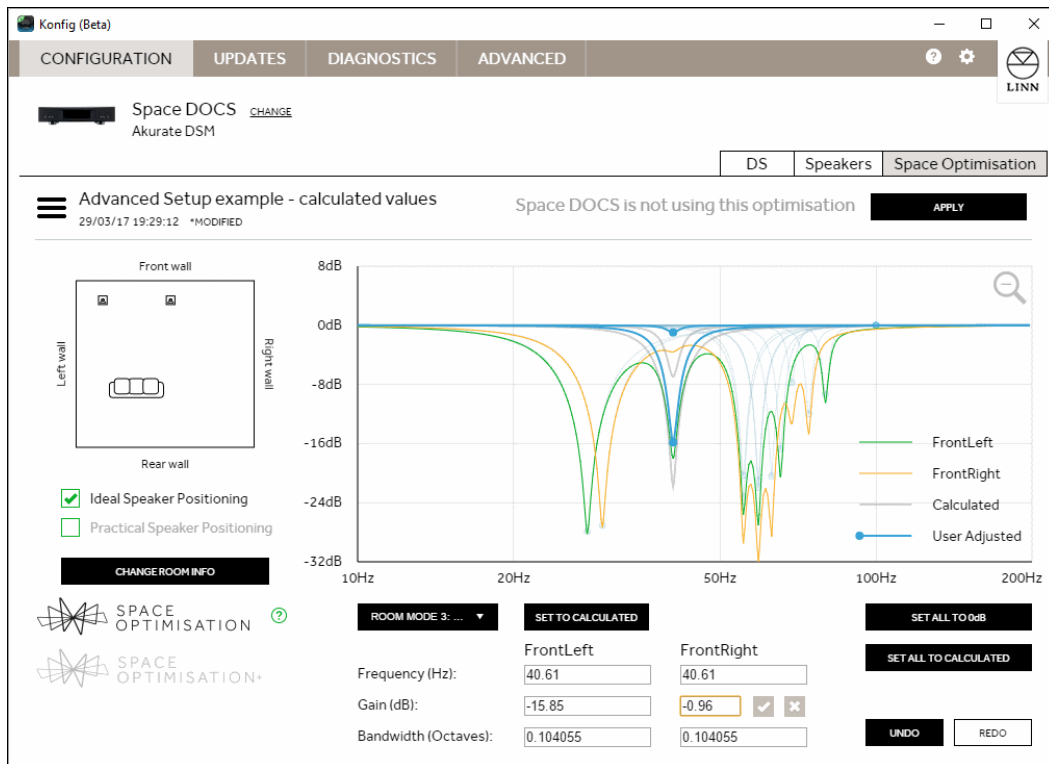 Konfig (Beta)
CONFIGURATION UPDATES DIAGNOSTICS ADVANCED ?
LINN
Space DOCS CHANGE
Akurate DSM
DS Speakers Space Optimisation
Advanced Setup example - calculated values
29/03/17 19:29:12 *MODIFIED
Space DOCS is not using this optimisation
APPLY
Front wall
Left wall
Right wall
Rear wall
Ideal Speaker Positioning
Practical Speaker Positioning
CHANGE ROOM INFO
SPACE
OPTIMISATION ?
SPACE
OPTIMISATION+
8dB
0dB
-8dB
-16dB
-24dB
-32dB
10Hz 20Hz 50Hz 100Hz 200Hz
FrontLeft
FrontRight
Calculated
User Adjusted
ROOM MODE 3: ... SET TO CALCULATED SET ALL TO 0dB
SET ALL TO CALCULATED
FrontLeft FrontRight
Frequency (Hz): 40.61 40.61
Gain (dB): -15.85 -0.96
Bandwidth (Octaves): 0.104055 0.104055
UNDO REDO